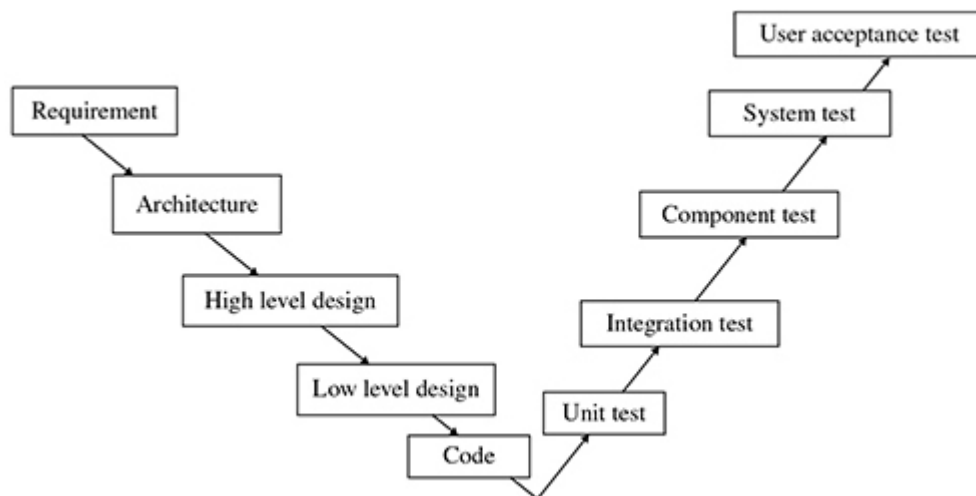 Requirement
Architecture
High level design
Low level design
Code
Unit test
Integration test
Component test
System test
User acceptance test